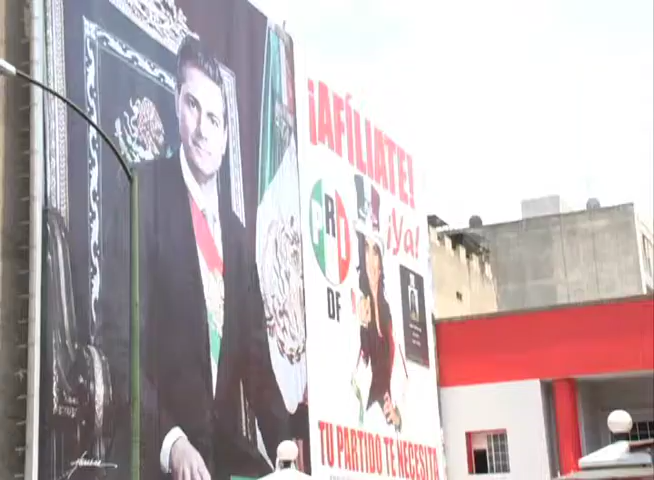 ¡AFÍLIATE!
¡Ya!
PRI
DF
TU PARTIDO TE NECESITA